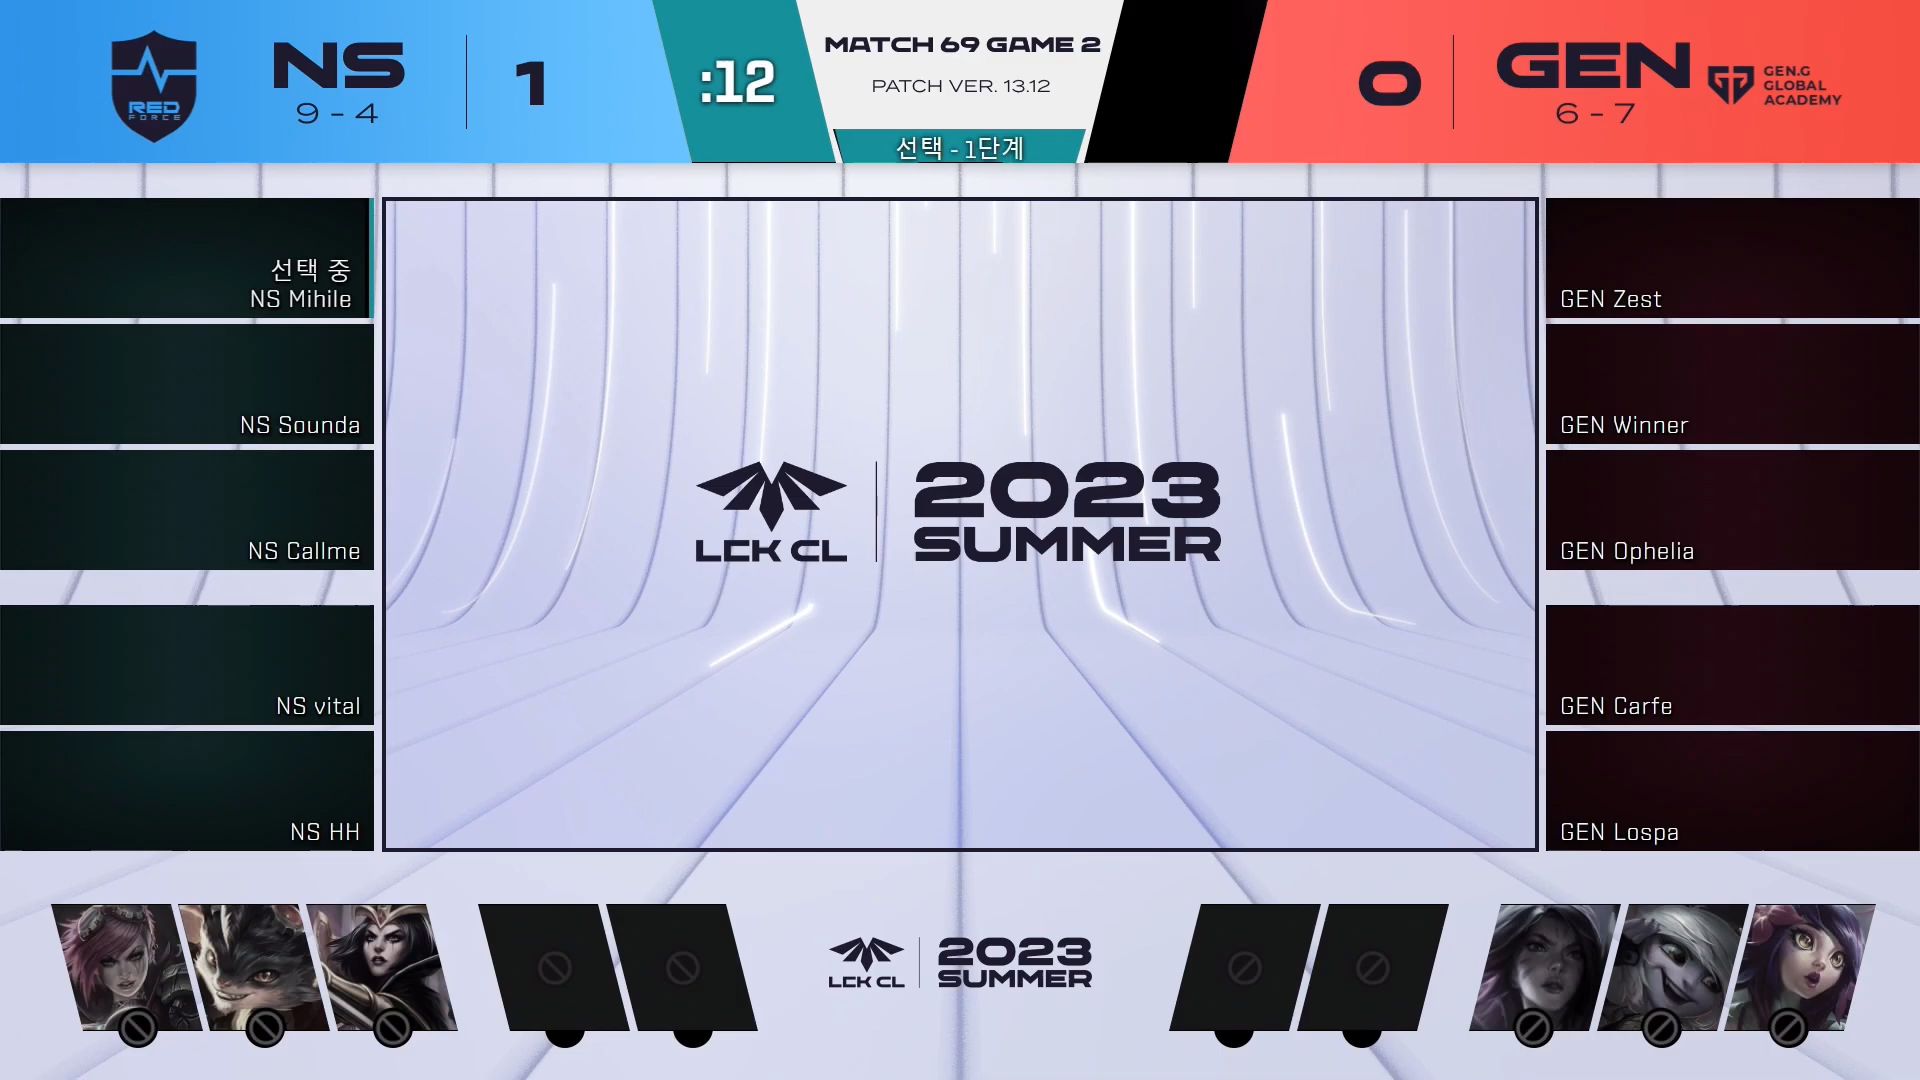 RED
FORCE
NS
9 - 4
1
:12
MATCH 69 GAME 2
PATCH VER. 13.12
선택 - 1단계
0
GEN
6 - 7
GEN.G
GLOBAL
ACADEMY
선택 중
NS Mihile
NS Sounda
NS Callme
NS vital
NS HH
LCK CL
2023
SUMMER
GEN Zest
GEN Winner
GEN Ophelia
GEN Carfe
GEN Lospa
LCK CL
2023
SUMMER